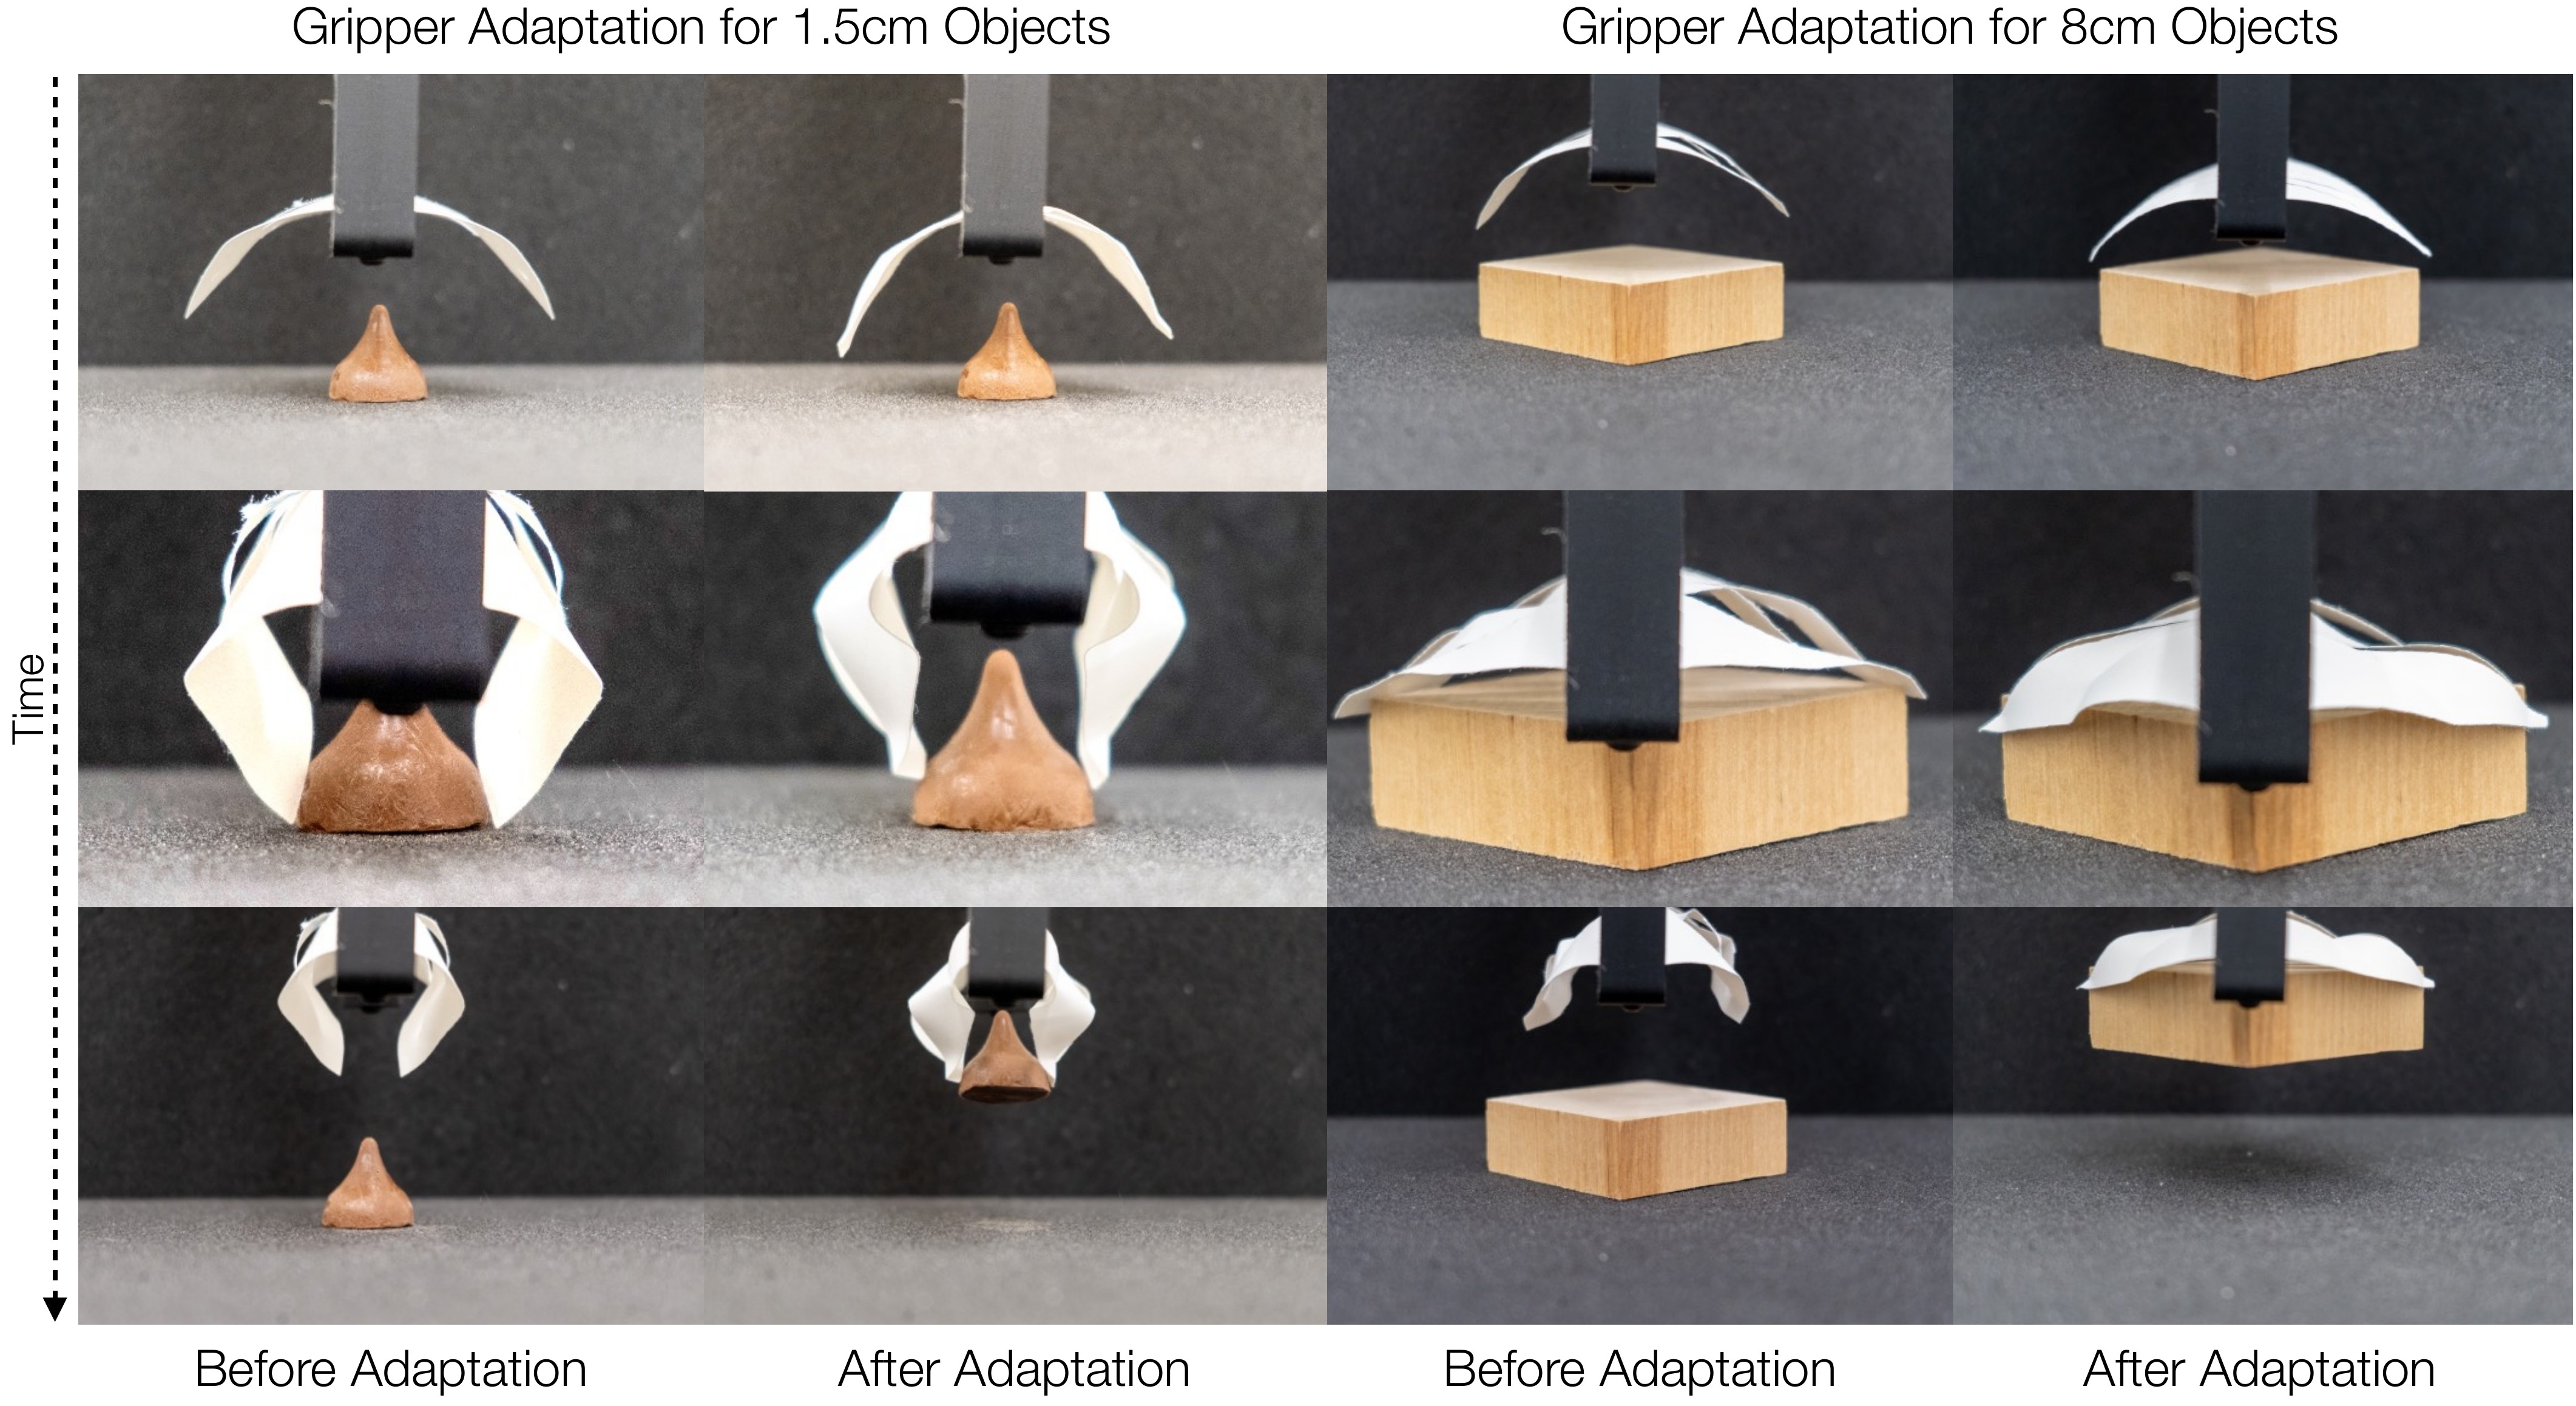 Gripper Adaptation for 1.5cm Objects
Gripper Adaptation for 8cm Objects
Time
Before Adaptation
After Adaptation
Before Adaptation
After Adaptation